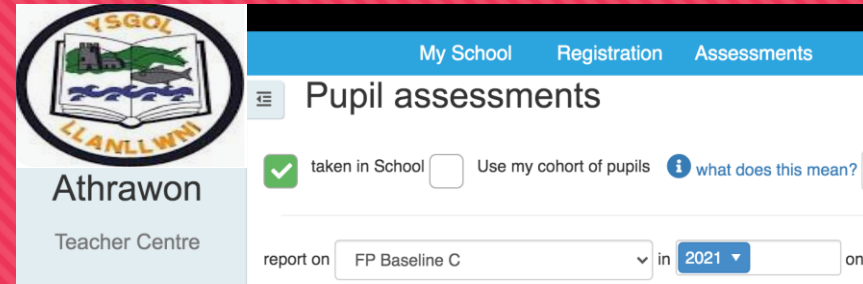 YSGOL
LLANLLWNI
Athrawon
Teacher Centre
My School Registration Assessments
Pupil assessments
taken in School Use my cohort of pupils what does this mean?
report on FP Baseline C in 2021 on